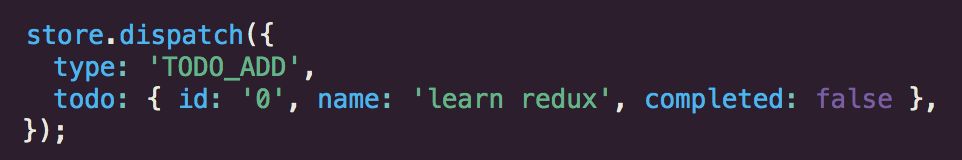 store.dispatch({
  type: 'TODO_ADD',
  todo: { id: '0', name: 'learn redux', completed: false },
});